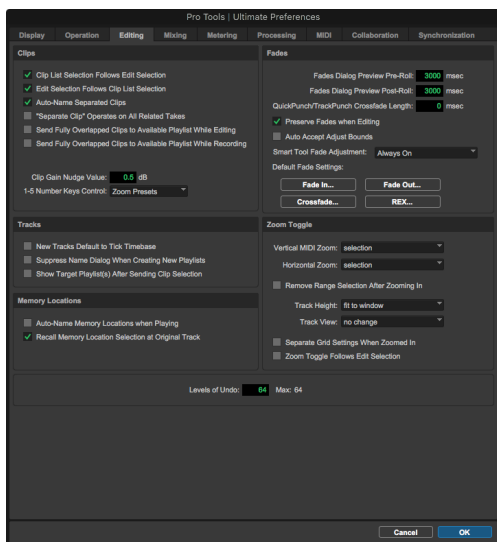 Pro Tools | Ultimate Preferences
Display Operation Editing Mixing Metering Processing MIDI Collaboration Synchronization
Clips
Clip List Selection Follows Edit Selection
Edit Selection Follows Clip List Selection
Auto-Name Separated Clips
"Separate Clip" Operates on All Related Takes
Send Fully Overlapped Clips to Available Playlist While Editing
Send Fully Overlapped Clips to Available Playlist While Recording
Clip Gain Nudge Value: 0.5 dB
1-5 Number Keys Control: Zoom Presets
Fades
Fades Dialog Preview Pre-Roll: 3000 msec
Fades Dialog Preview Post-Roll: 3000 msec
QuickPunch/TrackPunch Crossfade Length: 0 msec
Preserve Fades when Editing
Auto Accept Adjust Bounds
Smart Tool Fade Adjustment: Always On
Default Fade Settings:
Fade In... Fade Out...
Crossfade... REX...
Tracks
New Tracks Default to Tick Timebase
Suppress Name Dialog When Creating New Playlists
Show Target Playlist(s) After Sending Clip Selection
Memory Locations
Auto-Name Memory Locations when Playing
Recall Memory Location Selection at Original Track
Zoom Toggle
Vertical MIDI Zoom: selection
Horizontal Zoom: selection
Remove Range Selection After Zooming In
Track Height: fit to window
Track View: no change
Separate Grid Settings When Zoomed In
Zoom Toggle Follows Edit Selection
Levels of Undo: 64 Max: 64
Cancel OK